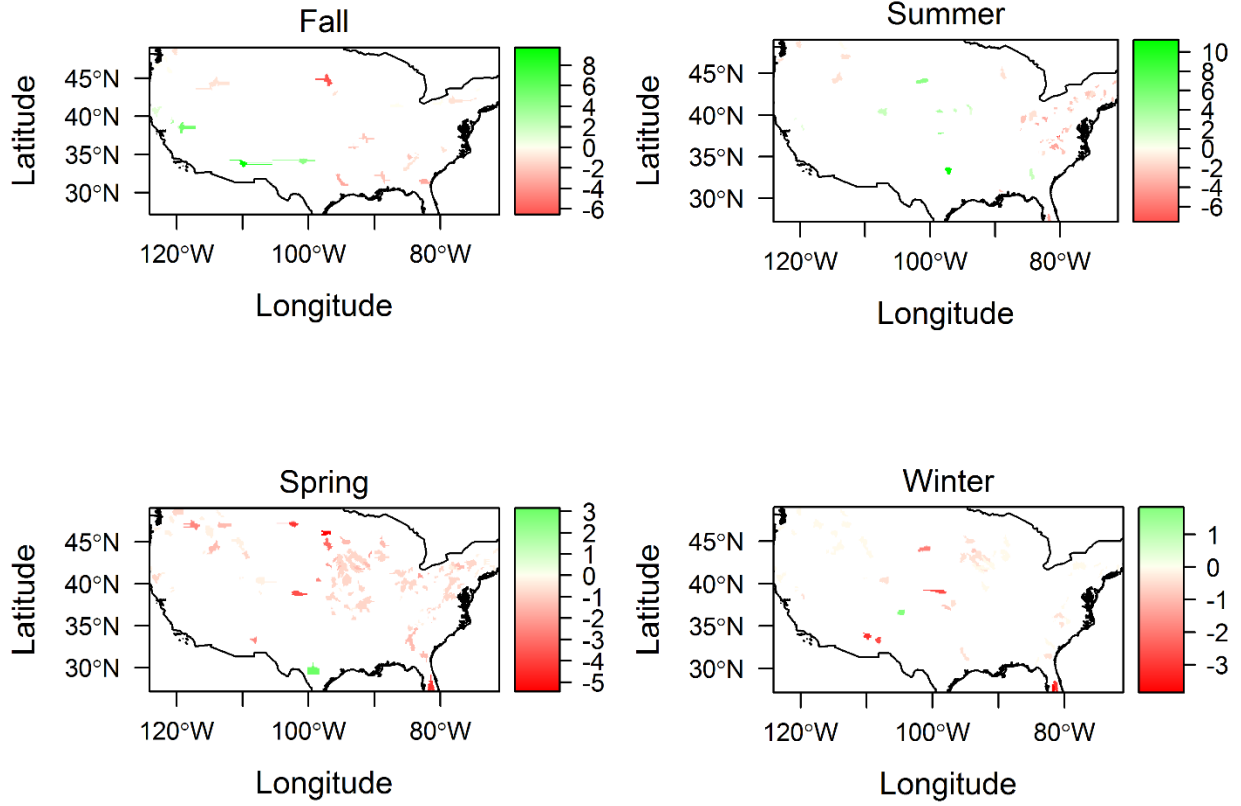 Fall
Latitude
45°N
40°N
35°N
30°N
120°W
100°W
80°W
Longitude
8
6
4
2
0
-2
-4
-6
Summer
Latitude
45°N
40°N
35°N
30°N
120°W
100°W
80°W
Longitude
10
8
6
4
2
0
-2
-4
-6
Spring
Latitude
45°N
40°N
35°N
30°N
120°W
100°W
80°W
Longitude
3
2
1
0
-1
-2
-3
-4
-5
Winter
Latitude
45°N
40°N
35°N
30°N
120°W
100°W
80°W
Longitude
1
0
-1
-2
-3